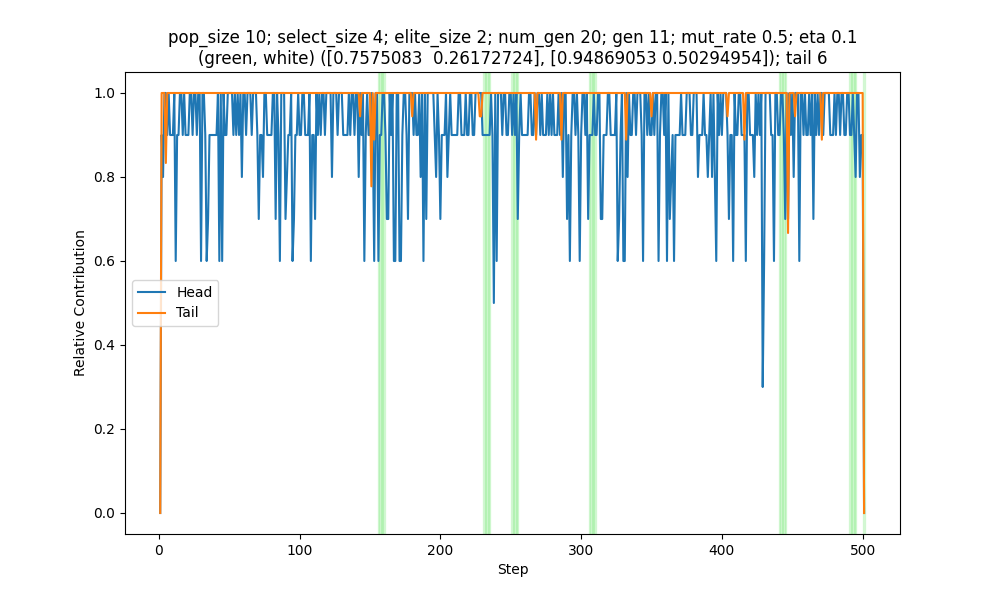 pop_size 10; select_size 4; elite_size 2; num_gen 20; gen 11; mut_rate 0.5; eta 0.1
(green, white) ([0.7575083  0.26172724], [0.94869053 0.50294954]); tail 6
1.0
0.8
0.6
0.4
0.2
0.0
Relative Contribution
Head
Tail
0
100
200
300
400
500
Step